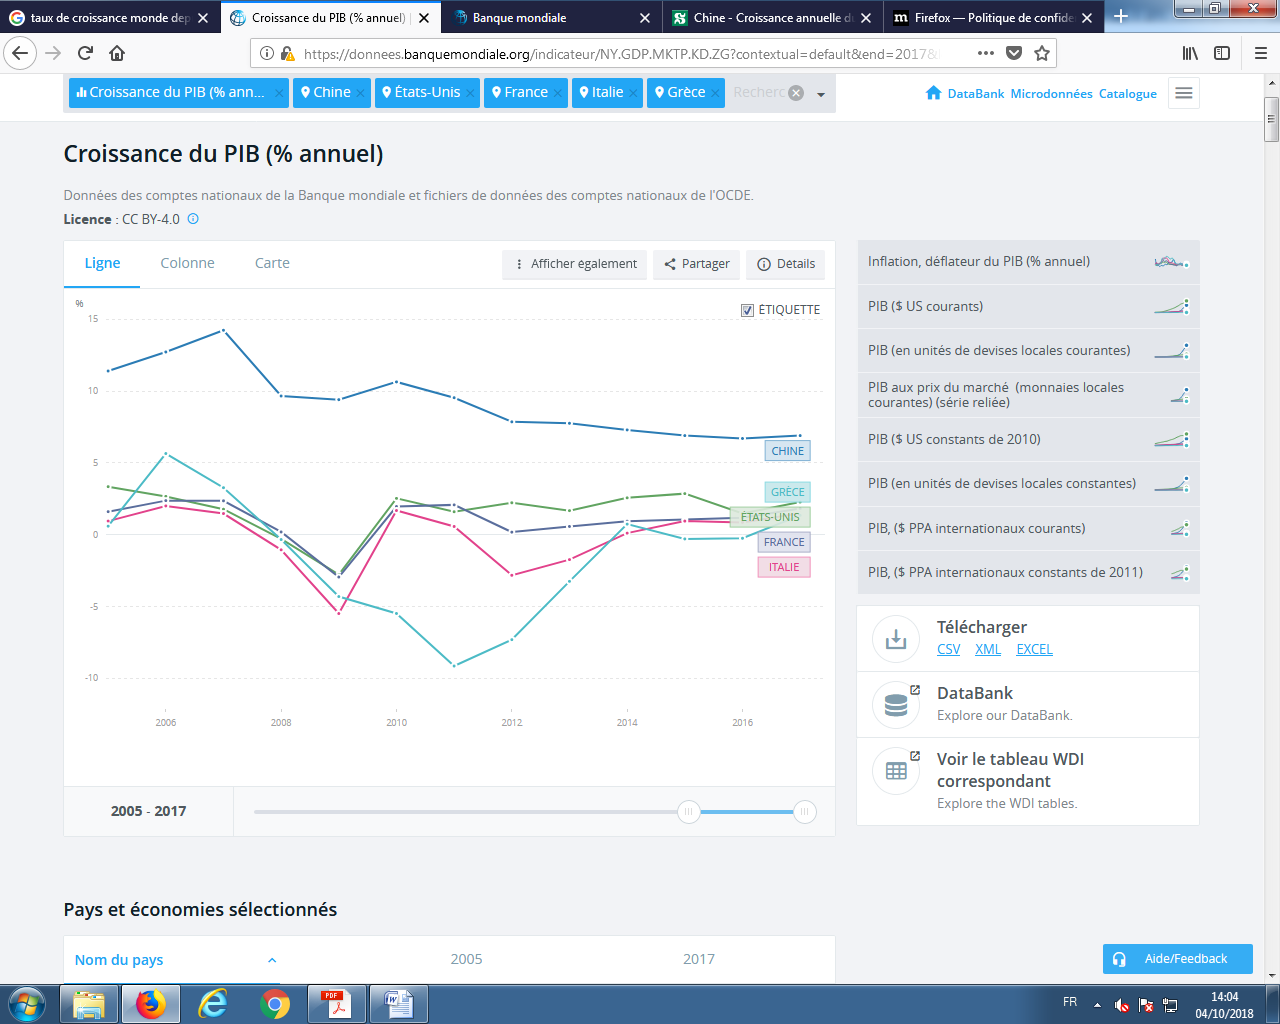 taux de croissance monde dep
Croissance du PIB (% annuel) |
Banque mondiale
Chine - Croissance annuelle d
Firefox — Politique de confide
https://donnees.banquemondiale.org/indicateur/NY.GDP.MKTP.KD.ZG?contextual=default&end=2017&
Croissance du PIB (% ann...
Chine
États-Unis
France
Italie
Grèce
Recherc
DataBank Microdonnées Catalogue
Croissance du PIB (% annuel)
Données des comptes nationaux de la Banque mondiale et fichiers de données des comptes nationaux de l'OCDE.
Licence : CC BY-4.0
Ligne
Colonne
Carte
Afficher également
Partager
Détails
%
ÉTIQUETTE
15
10
5
0
-5
-10
CHINE
GRÈCE
ÉTATS-UNIS
FRANCE
ITALIE
2006
2008
2010
2012
2014
2016
2005 - 2017
Inflation, déflateur du PIB (% annuel)
PIB ($ US courants)
PIB (en unités de devises locales courantes)
PIB aux prix du marché (monnaies locales
courantes) (série reliée)
PIB ($ US constants de 2010)
PIB (en unités de devises locales constantes)
PIB, ($ PPA internationaux courants)
PIB, ($ PPA internationaux constants de 2011)
Télécharger
CSV XML EXCEL
DataBank
Explore our DataBank.
Voir le tableau WDI
correspondant
Explore the WDI tables.
Pays et économies sélectionnés
Nom du pays
2005
2017
Aide/Feedback
PDF
FR
14:04
04/10/2018